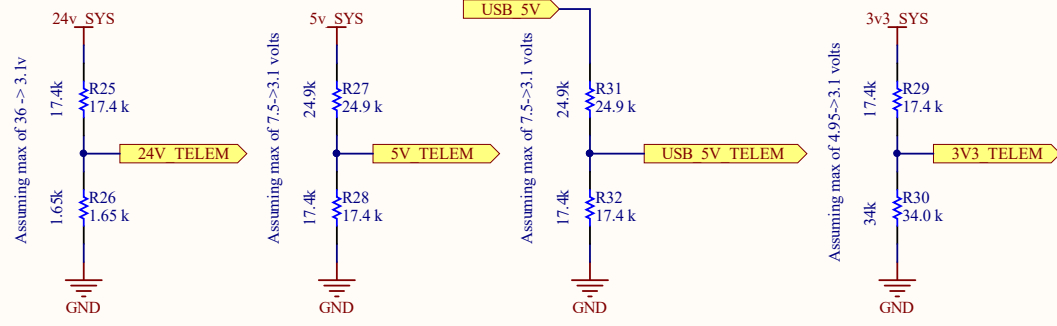 24v_SYS
Assuming max of 36 -> 3.1v
17.4k
R25
17.4 k
24V_TELEM
1.65k
R26
1.65 k
GND
5v_SYS
Assuming max of 7.5->3.1 volts
24.9k
R27
24.9 k
5V_TELEM
17.4k
R28
17.4 k
GND
USB_5V
Assuming max of 7.5->3.1 volts
24.9k
R31
24.9 k
USB_5V_TELEM
17.4k
R32
17.4 k
GND
3v3_SYS
Assuming max of 4.95->3.1 volts
17.4k
R29
17.4 k
3V3_TELEM
34k
R30
34.0 k
GND